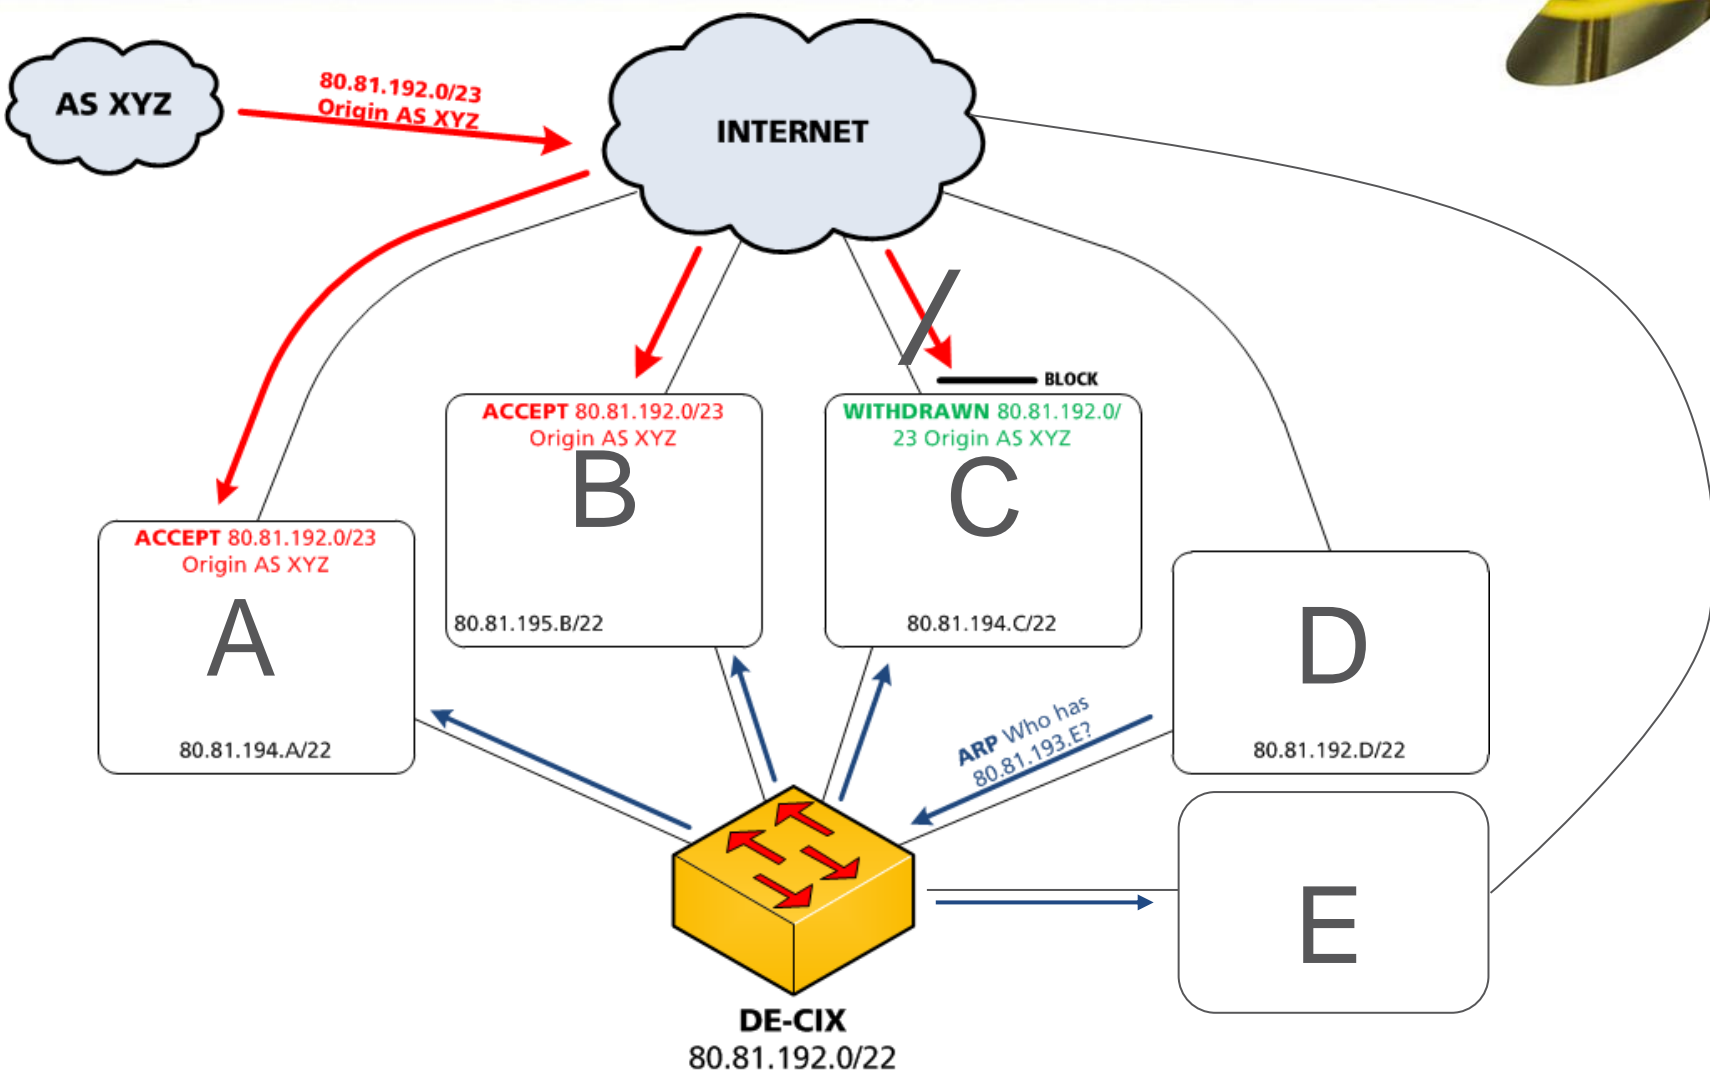 AS XYZ
80.81.192.0/23
Origin AS XYZ
INTERNET
BLOCK
ACCEPT 80.81.192.0/23
Origin AS XYZ
B
80.81.195.B/22
WITHDRAWN 80.81.192.0/
23 Origin AS XYZ
C
80.81.194.C/22
ACCEPT 80.81.192.0/23
Origin AS XYZ
A
80.81.194.A/22
D
80.81.192.D/22
ARP Who has
80.81.193.E?
E
DE-CIX
80.81.192.0/22